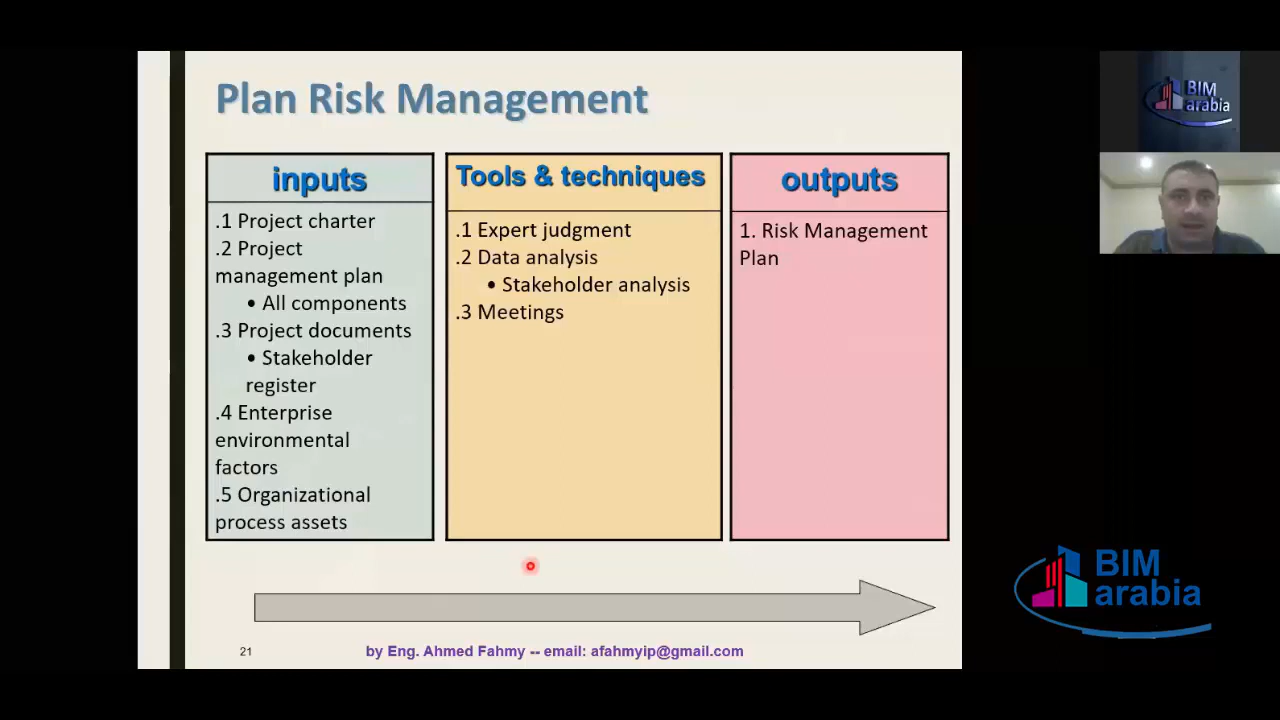 Plan Risk Management
inputs
.1 Project charter
.2 Project
management plan
• All components
.3 Project documents
• Stakeholder
register
.4 Enterprise
environmental
factors
.5 Organizational
process assets
Tools & techniques
.1 Expert judgment
.2 Data analysis
• Stakeholder analysis
.3 Meetings
outputs
1. Risk Management
Plan
21
by Eng. Ahmed Fahmy -- email: afahmyip@gmail.com
BIM
arabia
BIM
arabia